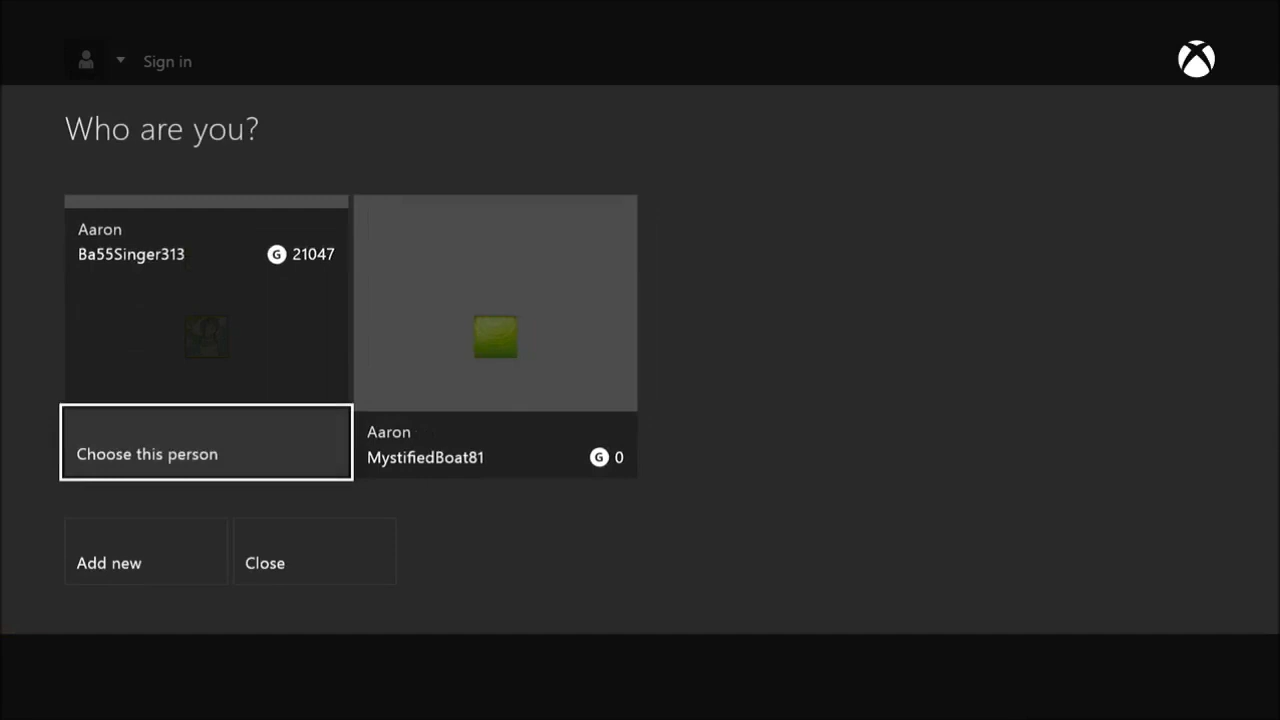 Sign in
Who are you?
Aaron
Ba55Singer313 G 21047
Choose this person
Aaron
MystifiedBoat81 G 0
Add new
Close